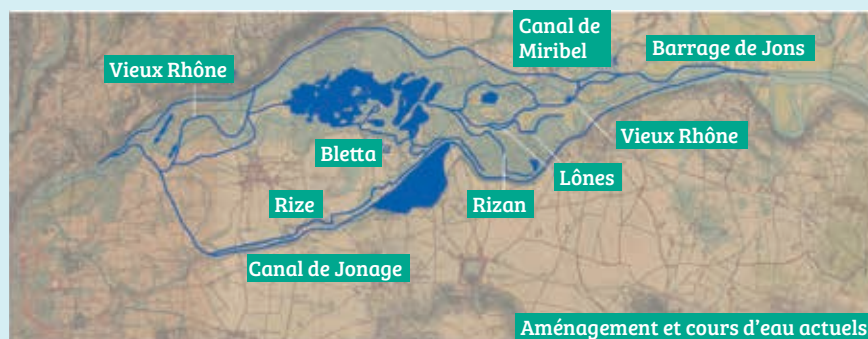 Canal de
Miribel
Barrage de Jons
Vieux Rhône
Vieux Rhône
Bletta
Lônes
Rize
Rizan
Canal de Jonage
Aménagement et cours d'eau actuels